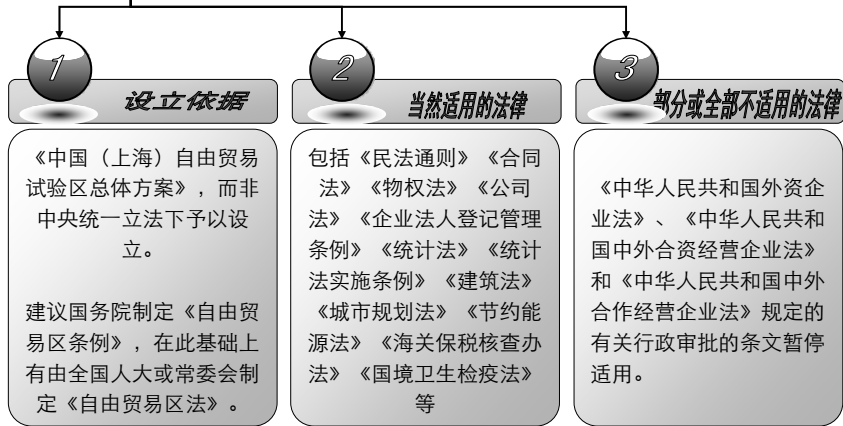 1
设立依据
《中国（上海）自由贸易
试验区总体方案》，而非
中央统一立法下予以设
立。
建议国务院制定《自由贸
易区条例》，在此基础上
有由全国人大或常委会制
定《自由贸易区法》。
2
当然适用的法律
包括《民法通则》《合同
法》《物权法》《公司
法》《企业法人登记管理
条例》《统计法》《统计
法实施条例》《建筑法》
《城市规划法》《节约能
源法》《海关保税核查办
法》《国境卫生检疫法》
等
3
部分或全部不适用的法律
《中华人民共和国外资企
业法》、《中华人民共和
国中外合资经营企业法》
和《中华人民共和国中外
合作经营企业法》规定的
有关行政审批的条文暂停
适用。